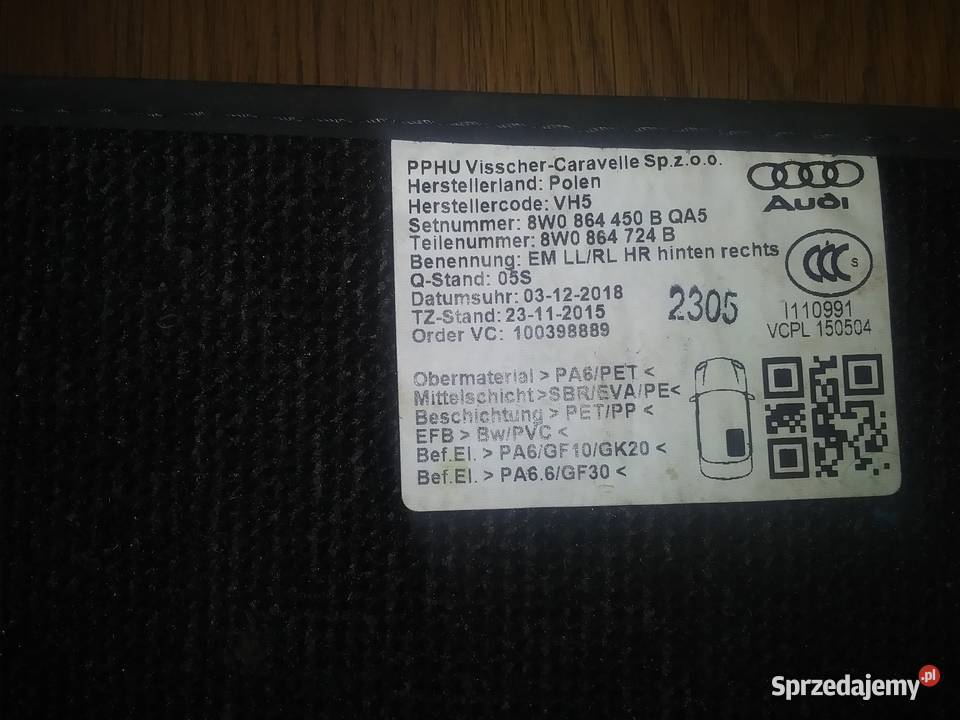 PPHU Visscher-Caravelle Sp.z.o.o.
Herstellerland: Polen
Herstellercode: VH5
Setnummer: 8W0 864 450 B QA5
Teilenummer: 8W0 864 724 B
Benennung: EM LL/RL HR hinten rechts
Q-Stand: 05S
Datumsuhr: 03-12-2018
TZ-Stand: 23-11-2015
Order VC: 100398889
2305
Audi
CCC S
I110991
VCPL 150504
Obermaterial > PA6/PET <
Mittelschicht >SBR/EVA/PE<
Beschichtung > PET/PP <
EFB > Bw/PVC <
Bef.El. > PA6/GF10/GK20 <
Bef.El. > PA6.6/GF30 <
Sprzedajemy.pl